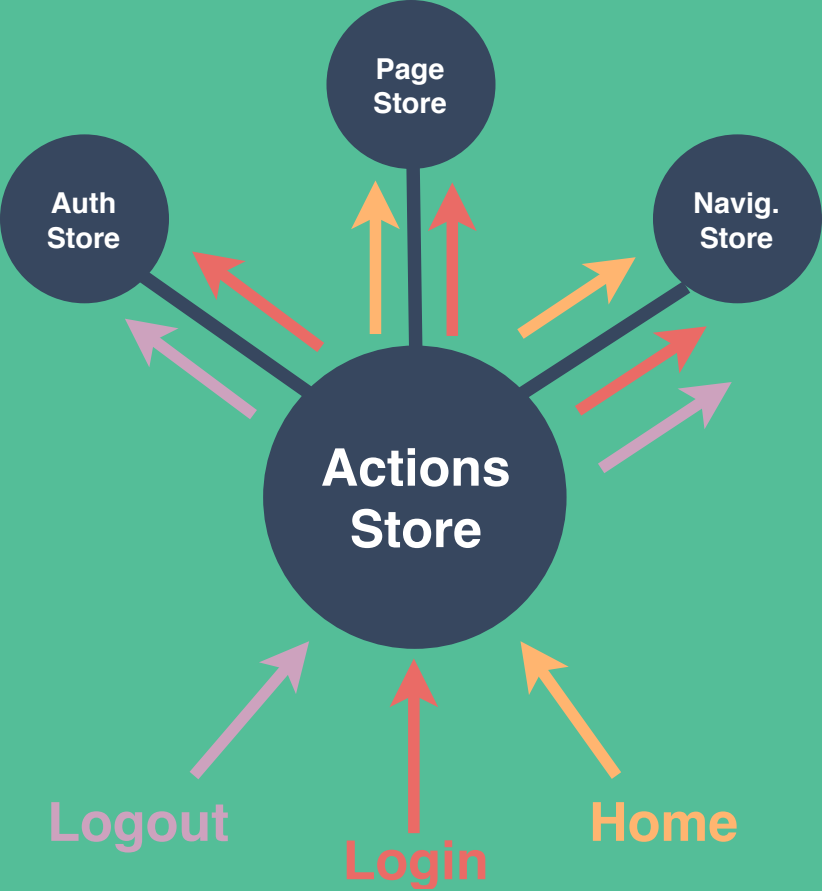 Page
Store
Auth
Store
Navig.
Store
Actions
Store
Logout
Login
Home